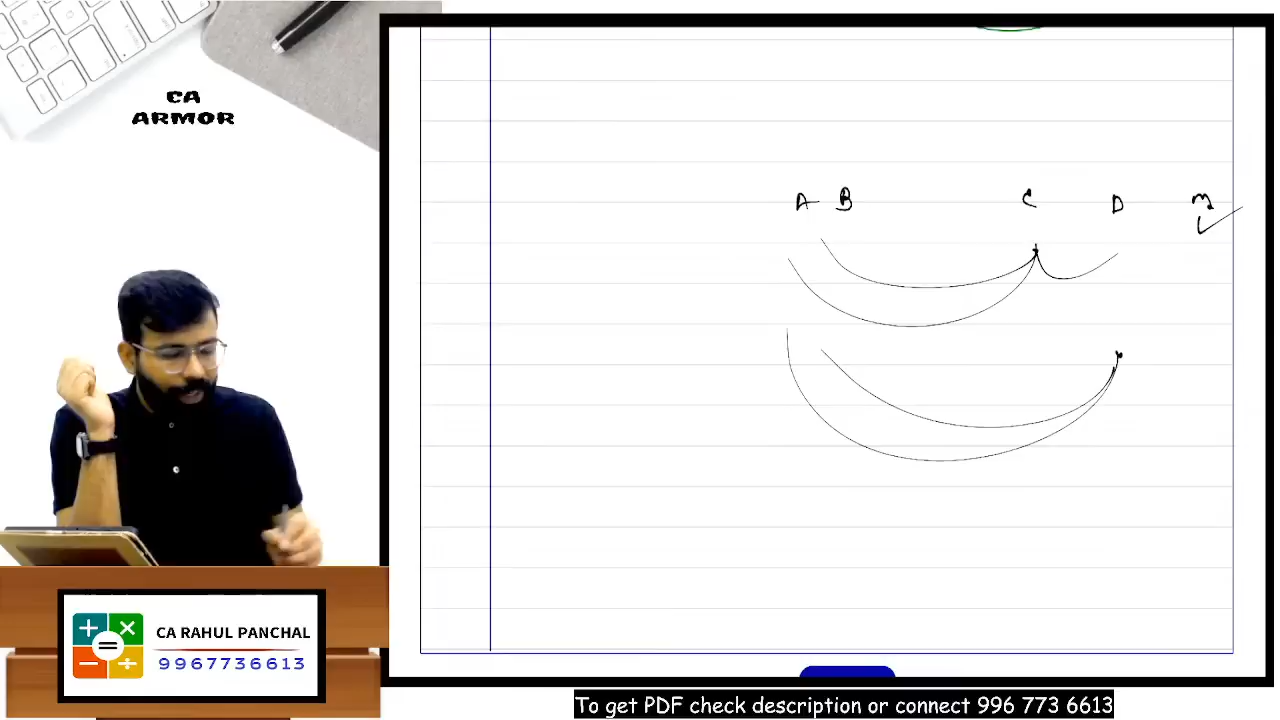 CA
ARMOR
A B C D m
CA RAHUL PANCHAL
9967736613
To get PDF check description or connect 996 773 6613